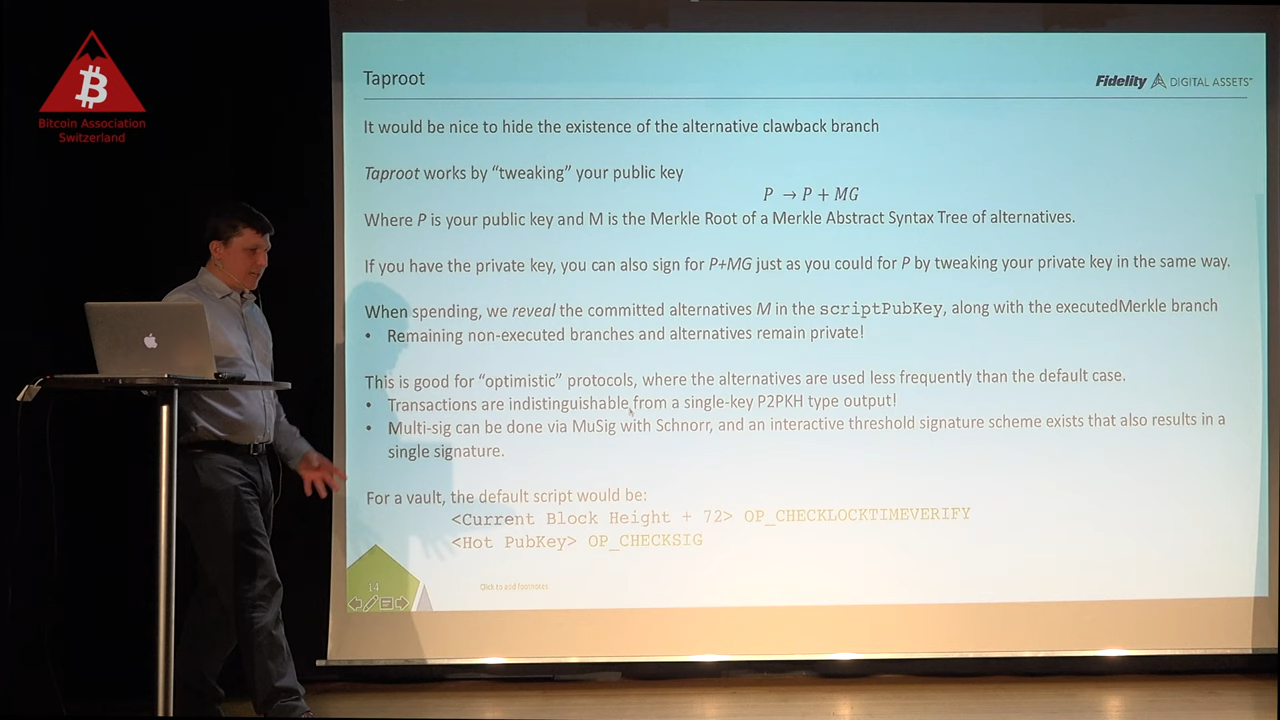 Bitcoin Association
Switzerland
Taproot
Fidelity DIGITAL ASSETS℠
It would be nice to hide the existence of the alternative clawback branch
Taproot works by “tweaking” your public key
P → P + MG
Where P is your public key and M is the Merkle Root of a Merkle Abstract Syntax Tree of alternatives.
If you have the private key, you can also sign for P+MG just as you could for P by tweaking your private key in the same way.
When spending, we reveal the committed alternatives M in the scriptPubKey, along with the executedMerkle branch
• Remaining non-executed branches and alternatives remain private!
This is good for “optimistic” protocols, where the alternatives are used less frequently than the default case.
• Transactions are indistinguishable from a single-key P2PKH type output!
• Multi-sig can be done via MuSig with Schnorr, and an interactive threshold signature scheme exists that also results in a
single signature.
For a vault, the default script would be:
<Current Block Height + 72> OP_CHECKLOCKTIMEVERIFY
<Hot PubKey> OP_CHECKSIG
14
Click to add footnotes